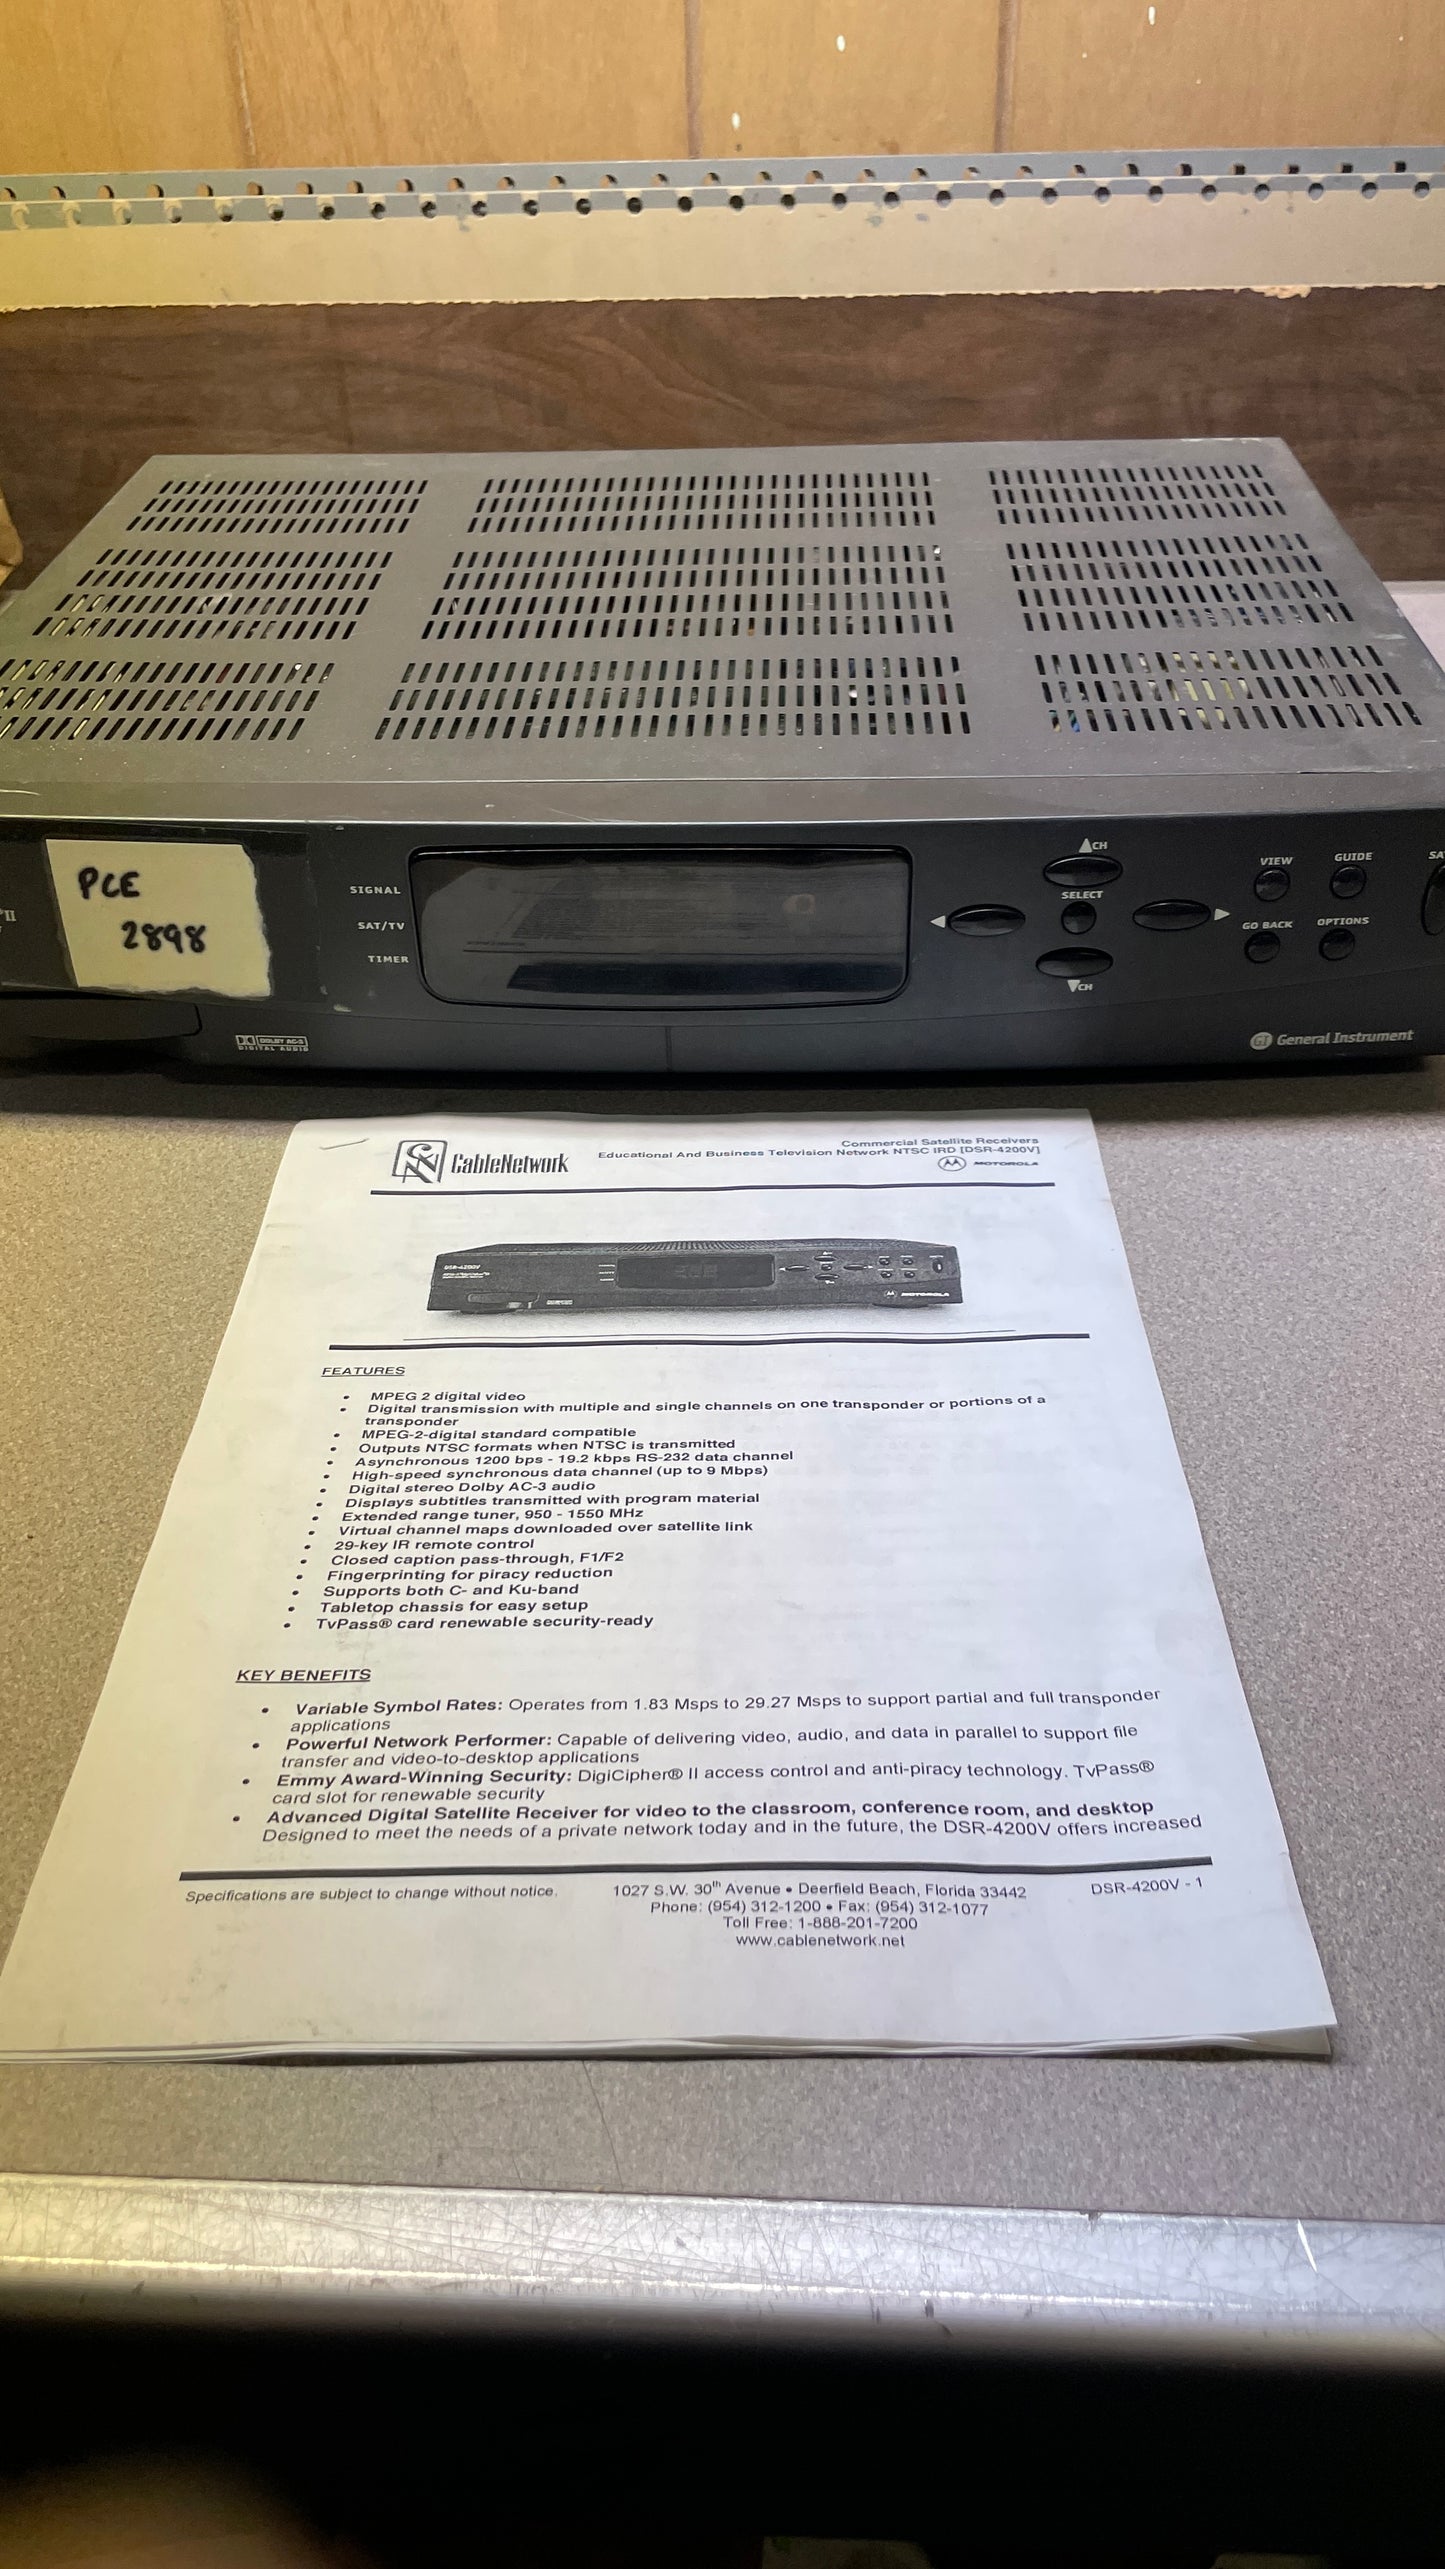 PCE
2898
II
SIGNAL
SAT/TV
TIMER
CH
SELECT
CH
VIEW
GUIDE
GO BACK
OPTIONS
DOLBY AC-3
DIGITAL AUDIO
GI General Instrument
CableNetwork
Commercial Satellite Receivers
Educational And Business Television Network NTSC IRD [DSR-4200V]
MOTOROLA
DSR-4200V
MOTOROLA
FEATURES
• MPEG 2 digital video
• Digital transmission with multiple and single channels on one transponder or portions of a
transponder
• MPEG-2-digital standard compatible
• Outputs NTSC formats when NTSC is transmitted
• Asynchronous 1200 bps - 19.2 kbps RS-232 data channel
• High-speed synchronous data channel (up to 9 Mbps)
• Digital stereo Dolby AC-3 audio
• Displays subtitles transmitted with program material
• Extended range tuner, 950 - 1550 MHz
• Virtual channel maps downloaded over satellite link
• 29-key IR remote control
• Closed caption pass-through, F1/F2
• Fingerprinting for piracy reduction
• Supports both C- and Ku-band
• Tabletop chassis for easy setup
• TvPass® card renewable security-ready
KEY BENEFITS
• Variable Symbol Rates: Operates from 1.83 Msps to 29.27 Msps to support partial and full transponder
applications
• Powerful Network Performer: Capable of delivering video, audio, and data in parallel to support file
transfer and video-to-desktop applications
• Emmy Award-Winning Security: DigiCipher® II access control and anti-piracy technology. TvPass®
card slot for renewable security
• Advanced Digital Satellite Receiver for video to the classroom, conference room, and desktop
Designed to meet the needs of a private network today and in the future, the DSR-4200V offers increased
Specifications are subject to change without notice.
1027 S.W. 30th Avenue • Deerfield Beach, Florida 33442
Phone: (954) 312-1200 • Fax: (954) 312-1077
Toll Free: 1-888-201-7200
www.cablenetwork.net
DSR-4200V - 1